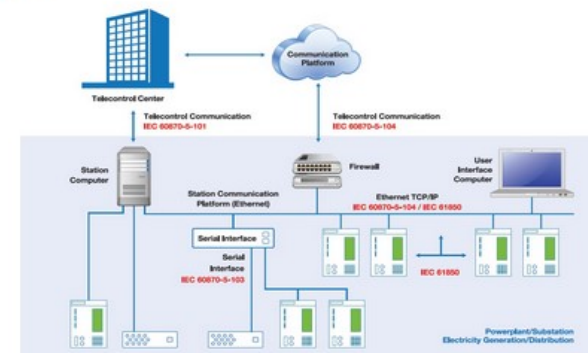 Communication
Platform
Telecontrol Center
Telecontrol Communication
IEC 60870-5-101
Telecontrol Communication
IEC 60870-5-104
Station
Computer
Firewall
User
Interface
Computer
Station Communication
Platform (Ethernet)
Ethernet TCP/IP
IEC 60870-5-104 / IEC 61850
Serial Interface
Serial
Interface
IEC 60870-5-103
IEC 61850
Powerplant/Substation
Electricity Generation/Distribution